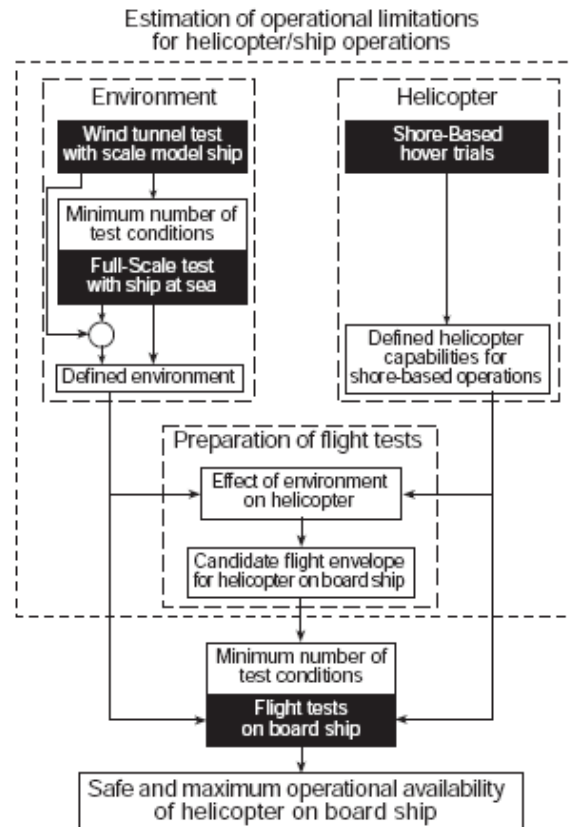 Estimation of operational limitations
for helicopter/ship operations
Environment
Wind tunnel test
with scale model ship
Minimum number of
test conditions
Full-Scale test
with ship at sea
Defined environment
Helicopter
Shore-Based
hover trials
Defined helicopter
capabilities for
shore-based operations
Preparation of flight tests
Effect of environment
on helicopter
Candidate flight envelope
for helicopter on board ship
Minimum number of
test conditions
Flight tests
on board ship
Safe and maximum operational availability
of helicopter on board ship